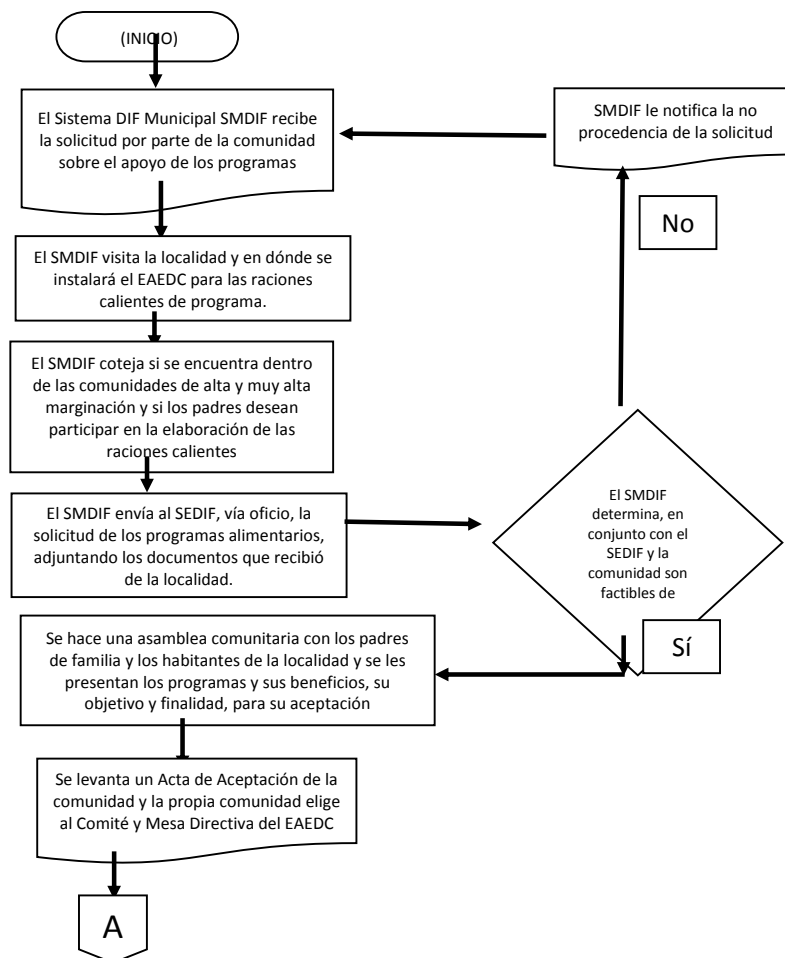 (INICIO)
El Sistema DIF Municipal SMDIF recibe
la solicitud por parte de la comunidad
sobre el apoyo de los programas
SMDIF le notifica la no
procedencia de la solicitud
No
El SMDIF visita la localidad y en dónde se
instalará el EAEDC para las raciones
calientes de programa.
El SMDIF coteja si se encuentra dentro
de las comunidades de alta y muy alta
marginación y si los padres desean
participar en la elaboración de las
raciones calientes
El SMDIF envía al SEDIF, vía oficio, la
solicitud de los programas alimentarios,
adjuntando los documentos que recibió
de la localidad.
El SMDIF
determina, en
conjunto con el
SEDIF y la
comunidad son
factibles de
Sí
Se hace una asamblea comunitaria con los padres
de familia y los habitantes de la localidad y se les
presentan los programas y sus beneficios, su
objetivo y finalidad, para su aceptación
Se levanta un Acta de Aceptación de la
comunidad y la propia comunidad elige
al Comité y Mesa Directiva del EAEDC
A